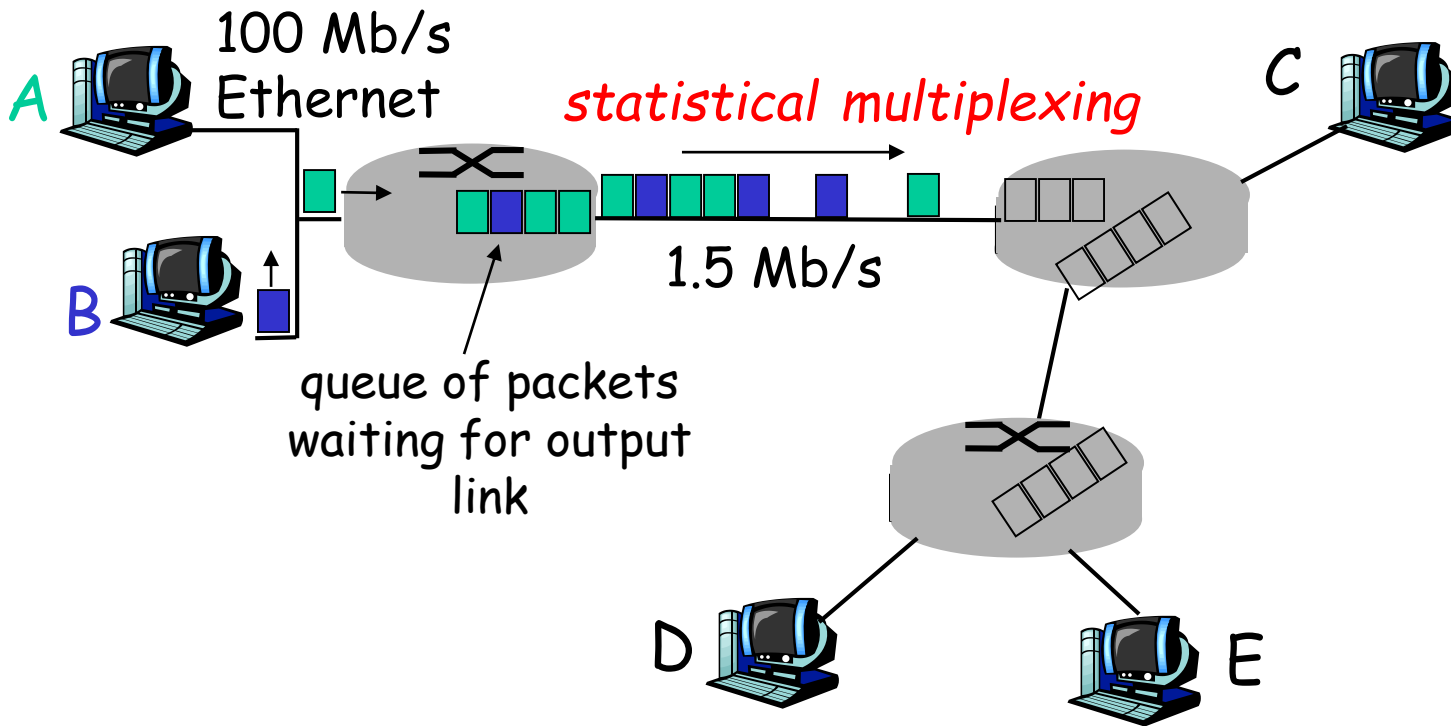 100 Mb/s
Ethernet
A
statistical multiplexing
C
B
1.5 Mb/s
queue of packets
waiting for output
link
D
E